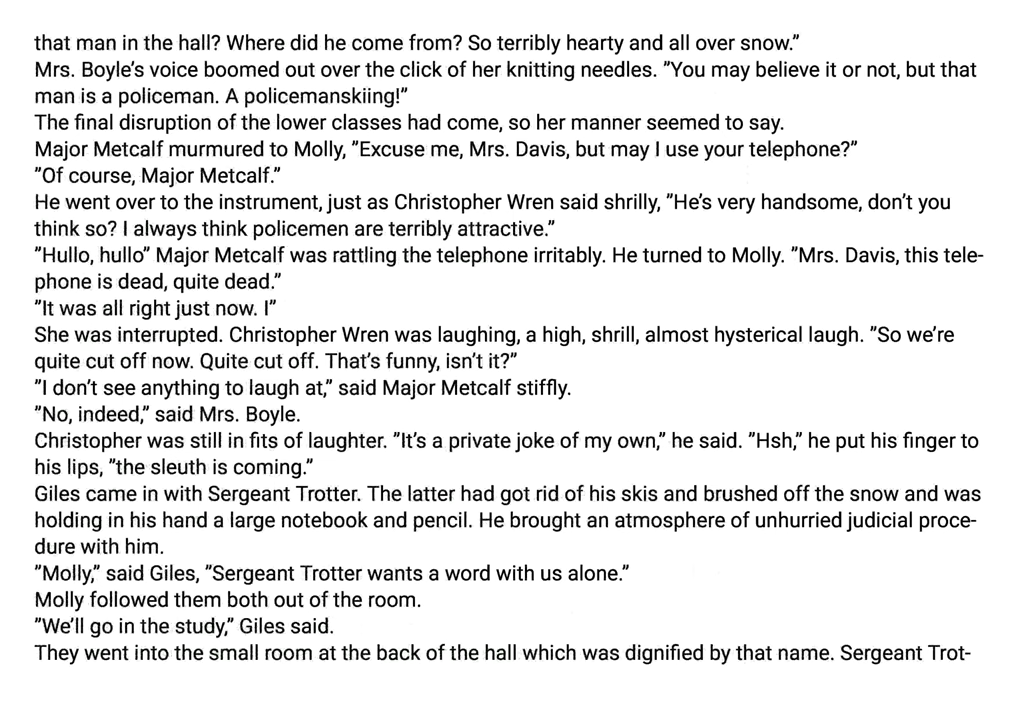 that man in the hall? Where did he come from? So terribly hearty and all over snow.”
Mrs. Boyle’s voice boomed out over the click of her knitting needles. ”You may believe it or not, but that
man is a policeman. A policemanskiing!”
The final disruption of the lower classes had come, so her manner seemed to say.
Major Metcalf murmured to Molly, ”Excuse me, Mrs. Davis, but may I use your telephone?”
”Of course, Major Metcalf.”
He went over to the instrument, just as Christopher Wren said shrilly, ”He’s very handsome, don’t you
think so? I always think policemen are terribly attractive.”
”Hullo, hullo” Major Metcalf was rattling the telephone irritably. He turned to Molly. ”Mrs. Davis, this tele-
phone is dead, quite dead.”
”It was all right just now. I”
She was interrupted. Christopher Wren was laughing, a high, shrill, almost hysterical laugh. ”So we’re
quite cut off now. Quite cut off. That’s funny, isn’t it?”
”I don’t see anything to laugh at,” said Major Metcalf stiffly.
”No, indeed,” said Mrs. Boyle.
Christopher was still in fits of laughter. ”It’s a private joke of my own,” he said. ”Hsh,” he put his finger to
his lips, ”the sleuth is coming.”
Giles came in with Sergeant Trotter. The latter had got rid of his skis and brushed off the snow and was
holding in his hand a large notebook and pencil. He brought an atmosphere of unhurried judicial proce-
dure with him.
”Molly,” said Giles, ”Sergeant Trotter wants a word with us alone.”
Molly followed them both out of the room.
”We’ll go in the study,” Giles said.
They went into the small room at the back of the hall which was dignified by that name. Sergeant Trot-